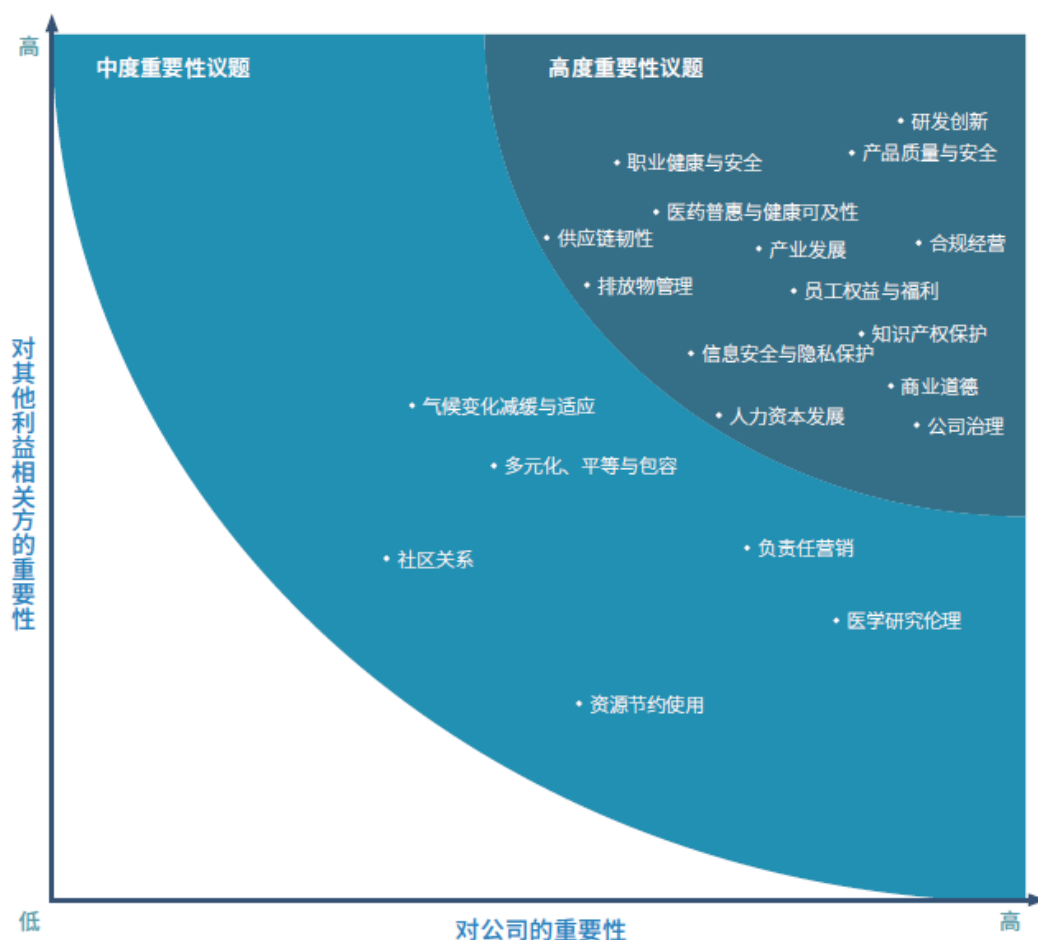 高
中度重要性议题
高度重要性议题
研发创新
产品质量与安全
职业健康与安全
医药普惠与健康可及性
供应链韧性
产业发展
合规经营
排放物管理
员工权益与福利
知识产权保护
信息安全与隐私保护
商业道德
人力资本发展
公司治理
气候变化减缓与适应
多元化、平等与包容
社区关系
负责任营销
医学研究伦理
资源节约使用
对其他利益相关方的重要性
低
对公司的重要性
高